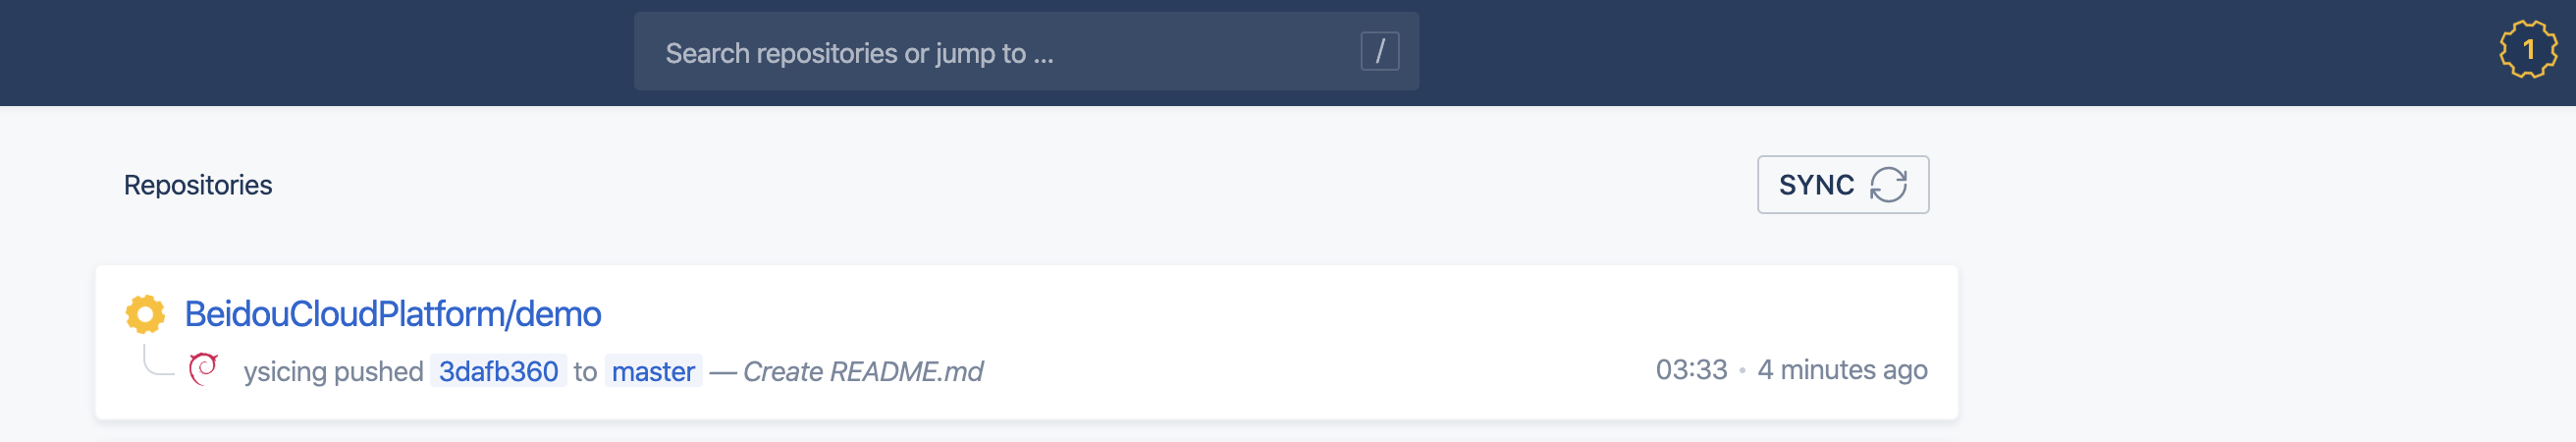 Search repositories or jump to ... /
1
Repositories
SYNC
BeidouCloudPlatform/demo
ysicing pushed 3dafb360 to master — Create README.md
03:33 • 4 minutes ago